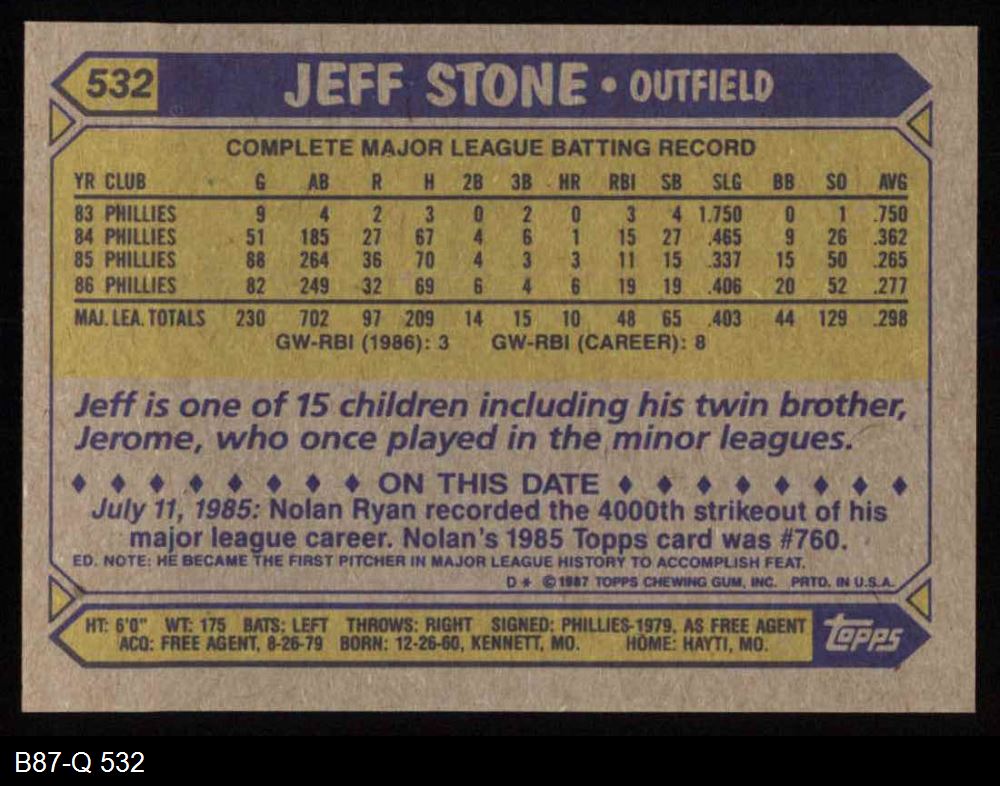 532 JEFF STONE • OUTFIELD
COMPLETE MAJOR LEAGUE BATTING RECORD
YR CLUB G AB R H 2B 3B HR RBI SB SLG BB SO AVG
83 PHILLIES 9 4 2 3 0 2 0 3 4 1.750 0 1 .750
84 PHILLIES 51 185 27 67 4 6 1 15 27 .465 9 26 .362
85 PHILLIES 88 264 36 70 4 3 3 11 15 .337 15 50 .265
86 PHILLIES 82 249 32 69 6 4 6 19 19 .406 20 52 .277
MAJ. LEA. TOTALS 230 702 97 209 14 15 10 48 65 .403 44 129 .298
GW-RBI (1986): 3 GW-RBI (CAREER): 8
Jeff is one of 15 children including his twin brother,
Jerome, who once played in the minor leagues.
♦ ♦ ♦ ♦ ♦ ♦ ♦ ♦ ON THIS DATE ♦ ♦ ♦ ♦ ♦ ♦ ♦ ♦
July 11, 1985: Nolan Ryan recorded the 4000th strikeout of his
major league career. Nolan's 1985 Topps card was #760.
ED. NOTE: HE BECAME THE FIRST PITCHER IN MAJOR LEAGUE HISTORY TO ACCOMPLISH FEAT.
D* © 1987 TOPPS CHEWING GUM, INC. PRTD. IN U.S.A.
HT: 6'0" WT: 175 BATS: LEFT THROWS: RIGHT SIGNED: PHILLIES-1979, AS FREE AGENT
ACQ: FREE AGENT, 8-26-79 BORN: 12-26-60, KENNETT, MO. HOME: HAYTI, MO.
topps
B87-Q 532